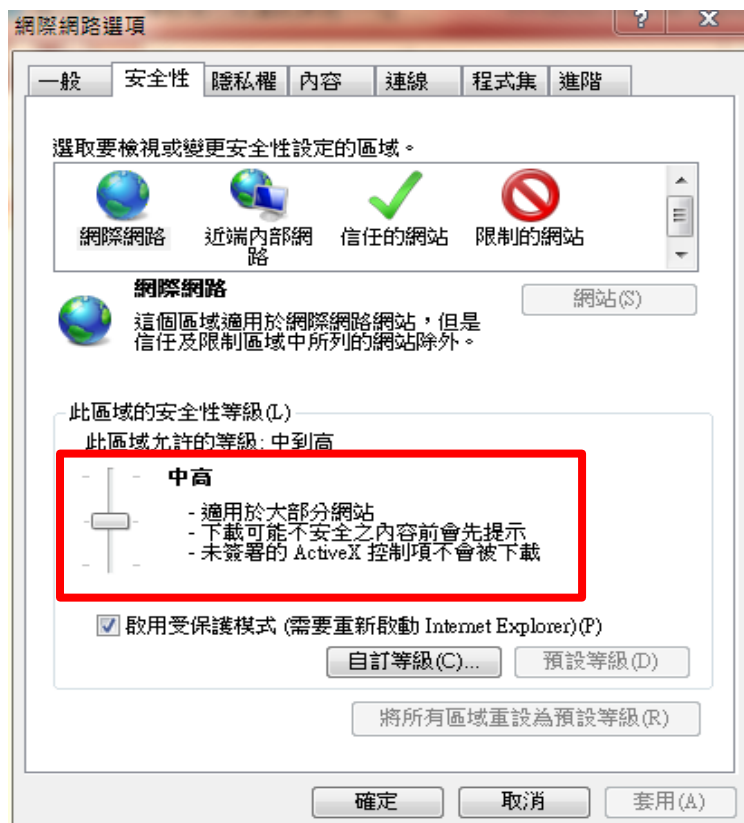 網際網路選項
?
X
一般 安全性 隱私權 內容 連線 程式集 進階
選取要檢視或變更安全性設定的區域。
網際網路 近端內部網路 信任的網站 限制的網站
網際網路
網站(S)
這個區域適用於網際網路網站，但是
信任及限制區域中所列的網站除外。
此區域的安全性等級(L)
此區域允許的等級: 中到高
中高
- 適用於大部分網站
- 下載可能不安全之內容前會先提示
- 未簽署的 ActiveX 控制項不會被下載
啟用受保護模式 (需要重新啟動 Internet Explorer)(P)
自訂等級(C)... 預設等級(D)
將所有區域重設為預設等級(R)
確定 取消 套用(A)